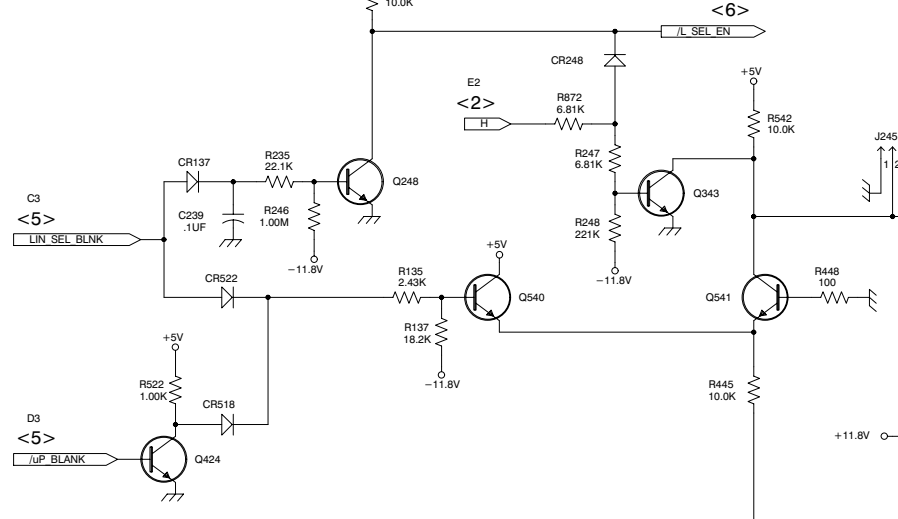 10.0K
<6>
/L_SEL_EN
CR248
E2
<2>
H
R872
6.81K
+5V
R542
10.0K
J245
1 2
R247
6.81K
CR137
R235
22.1K
Q248
Q343
C3
<5>
LIN_SEL_BLNK
C239
.1UF
R246
1.00M
R248
221K
-11.8V
-11.8V
+5V
CR522
R135
2.43K
Q540
Q541
R448
100
R137
18.2K
+5V
-11.8V
R522
1.00K
CR518
R445
10.0K
D3
<5>
/uP_BLANK
Q424
+11.8V